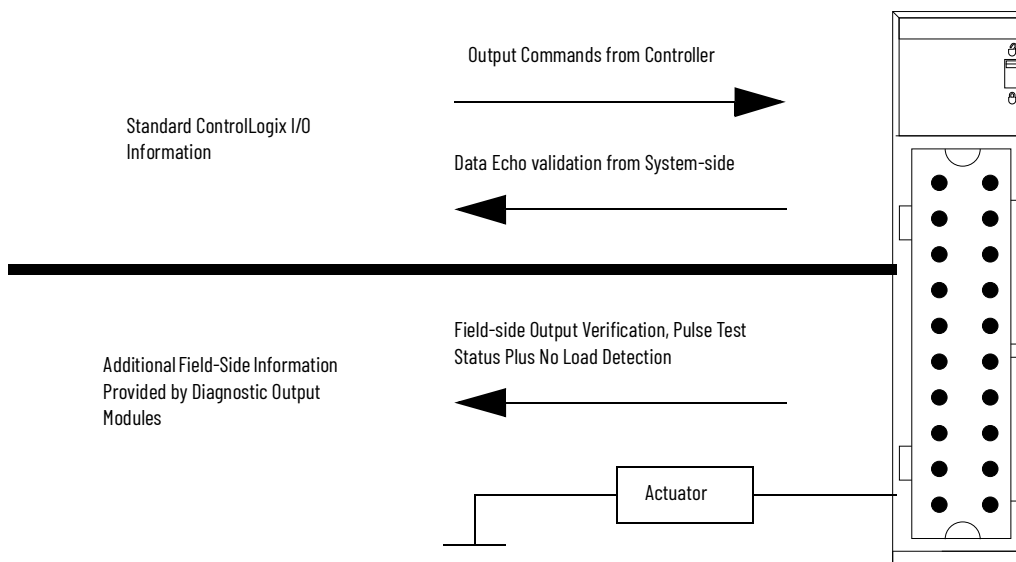 Output Commands from Controller
Standard ControlLogix I/O
Information
Data Echo validation from System-side
Field-side Output Verification, Pulse Test
Status Plus No Load Detection
Additional Field-Side Information
Provided by Diagnostic Output
Modules
Actuator